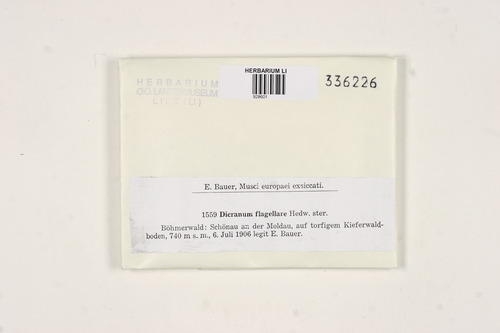 HERBARIUM LI
HERBARIUM
336226
E. Bauer, Musci europaei exsiccati.
1559 Dicranum flagellare Hedw. ster.
Böhmerwald: Schönau an der Moldau, auf torfigem Kieferwald-
boden, 740 m s. m., 6. Juli 1906 legit E. Bauer.